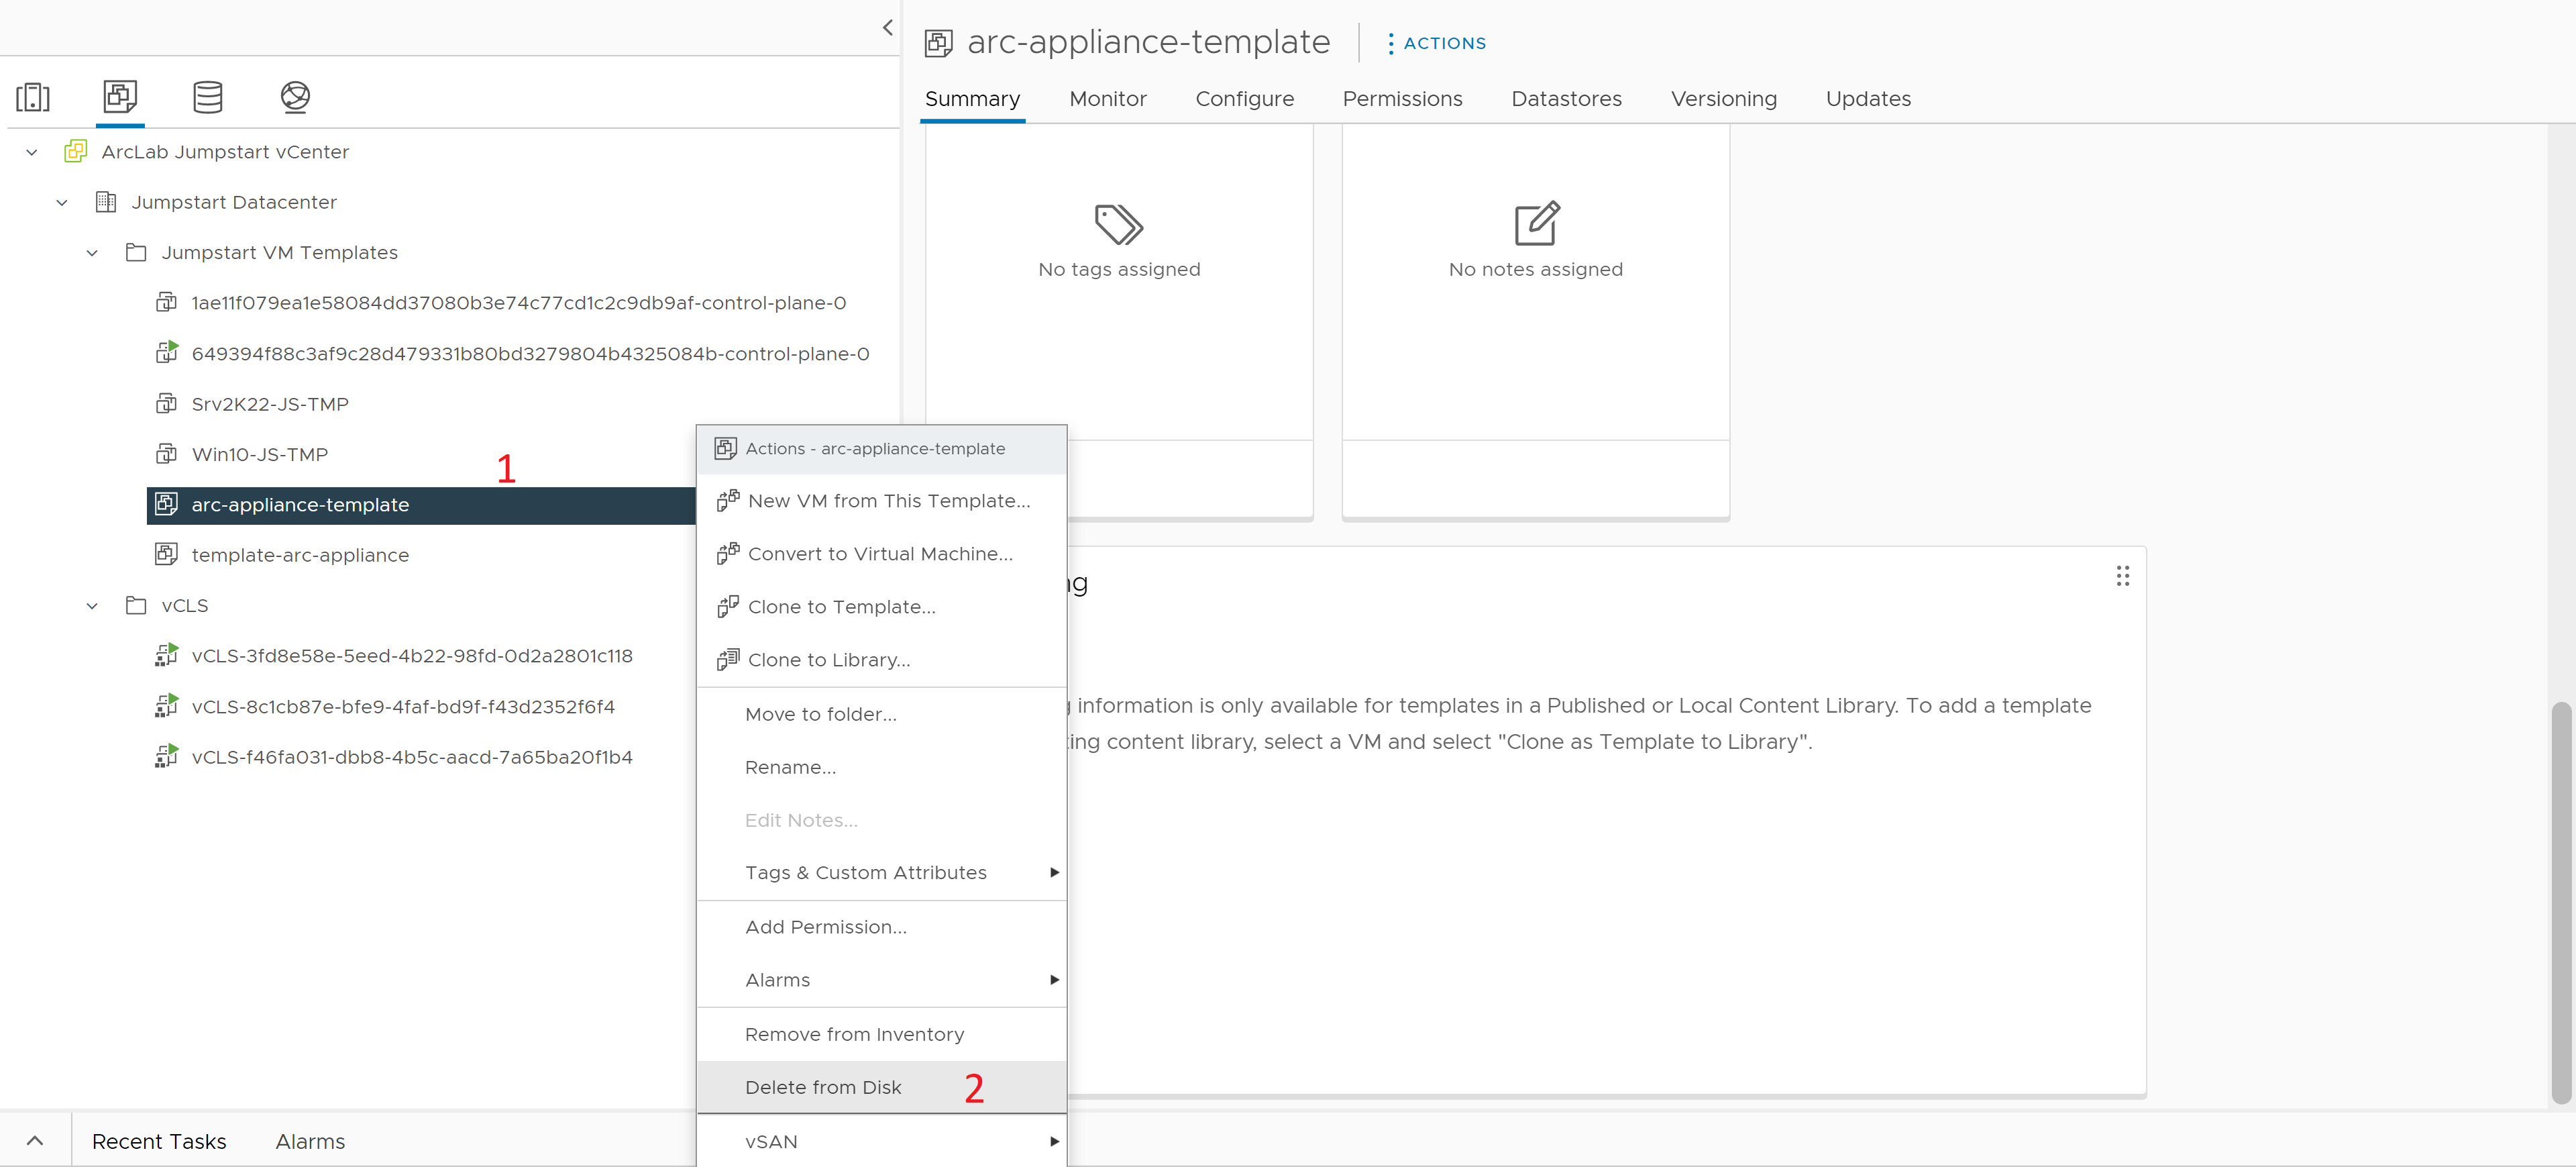 arc-appliance-template
ACTIONS
Summary Monitor Configure Permissions Datastores Versioning Updates
ArcLab Jumpstart vCenter
Jumpstart Datacenter
Jumpstart VM Templates
1ae11f079ea1e58084dd37080b3e74c77cd1c2c9db9af-control-plane-0
649394f88c3af9c28d479331b80bd3279804b4325084b-control-plane-0
Srv2K22-JS-TMP
Win10-JS-TMP
1
arc-appliance-template
template-arc-appliance
vCLS
vCLS-3fd8e58e-5eed-4b22-98fd-0d2a2801c118
vCLS-8c1cb87e-bfe9-4faf-bd9f-f43d2352f6f4
vCLS-f46fa031-dbb8-4b5c-aacd-7a65ba20f1b4
Actions - arc-appliance-template
New VM from This Template...
Convert to Virtual Machine...
Clone to Template...
Clone to Library...
Move to folder...
Rename...
Edit Notes...
Tags & Custom Attributes
Add Permission...
Alarms
Remove from Inventory
Delete from Disk 2
vSAN
No tags assigned
No notes assigned
information is only available for templates in a Published or Local Content Library. To add a template
content library, select a VM and select "Clone as Template to Library".
Recent Tasks Alarms